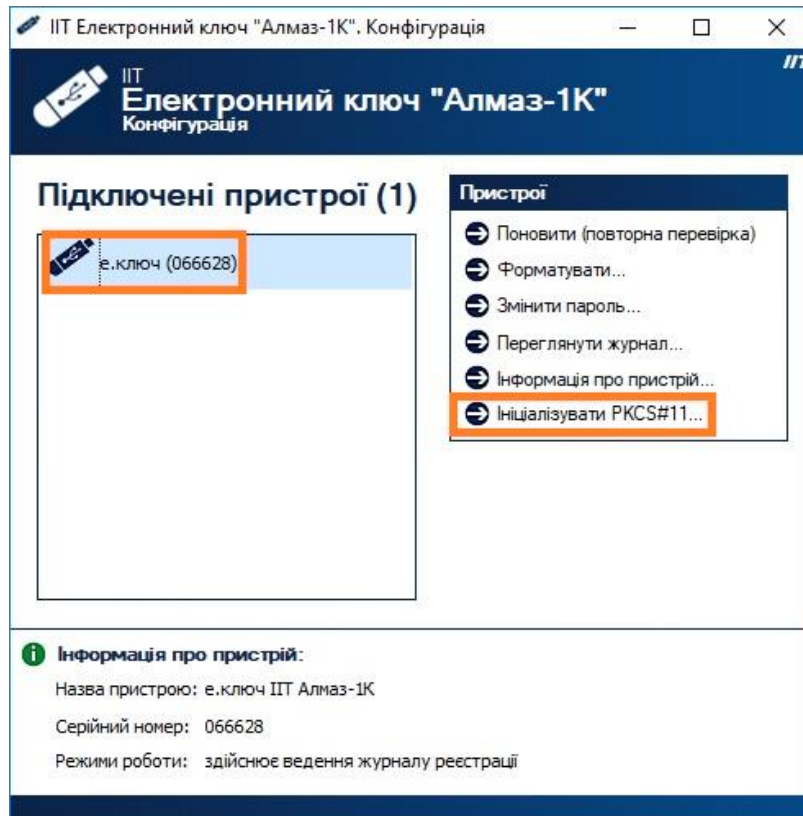 ІІТ Електронний ключ "Алмаз-1К". Конфігурація
ІІТ
Електронний ключ "Алмаз-1К"
Конфігурація
Підключені пристрої (1)
е.ключ (066628)
Пристрої
Поновити (повторна перевірка)
Форматувати...
Змінити пароль...
Переглянути журнал...
Інформація про пристрій...
Ініціалізувати PKCS#11...
Інформація про пристрій:
Назва пристрою: е.ключ ІІТ Алмаз-1К
Серійний номер: 066628
Режими роботи: здійснює ведення журналу реєстрації